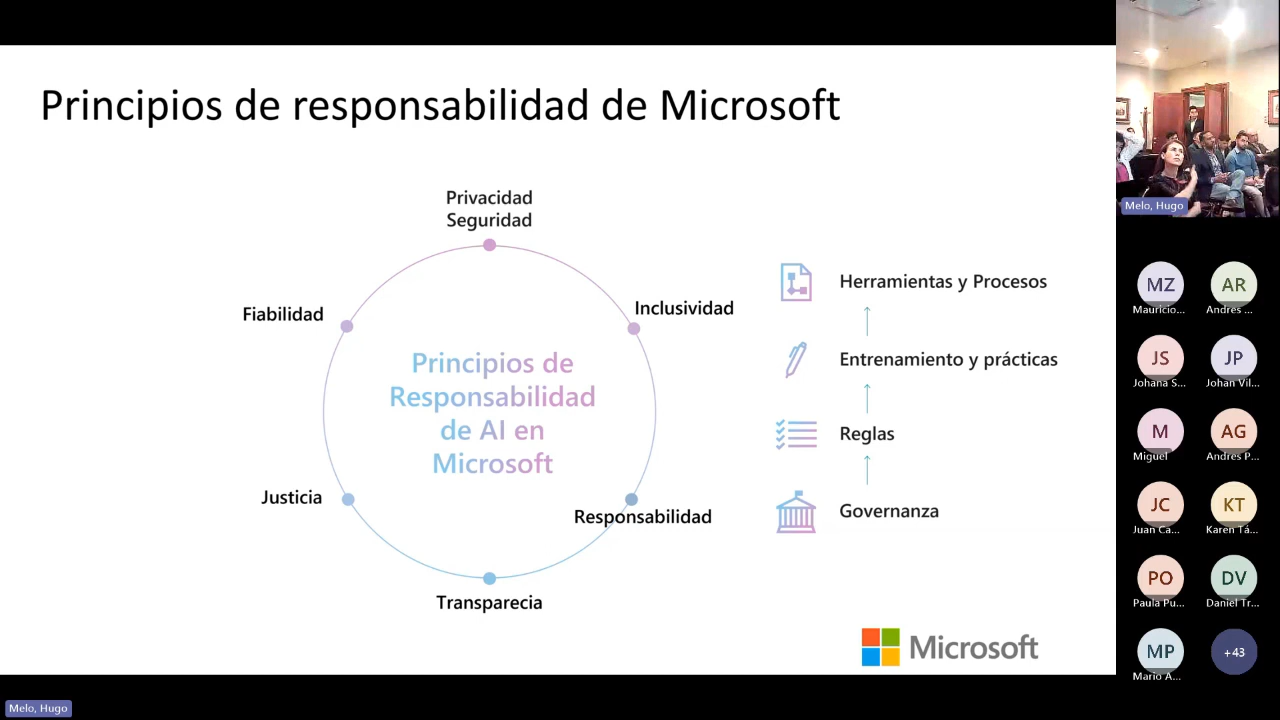 Principios de responsabilidad de Microsoft
Privacidad
Seguridad
Fiabilidad
Inclusividad
Principios de
Responsabilidad
de AI en
Microsoft
Justicia
Responsabilidad
Transparecia
Herramientas y Procesos
Entrenamiento y prácticas
Reglas
Governanza
Microsoft
Melo, Hugo
MZ
Mauricio...
AR
Andres ...
JS
Johana S...
JP
Johan Vil...
M
Miguel
AG
Andres P...
JC
Juan Ca...
KT
Karen Tá...
PO
Paula Pu...
DV
Daniel Tr...
MP
Mario A...
+43
Melo, Hugo